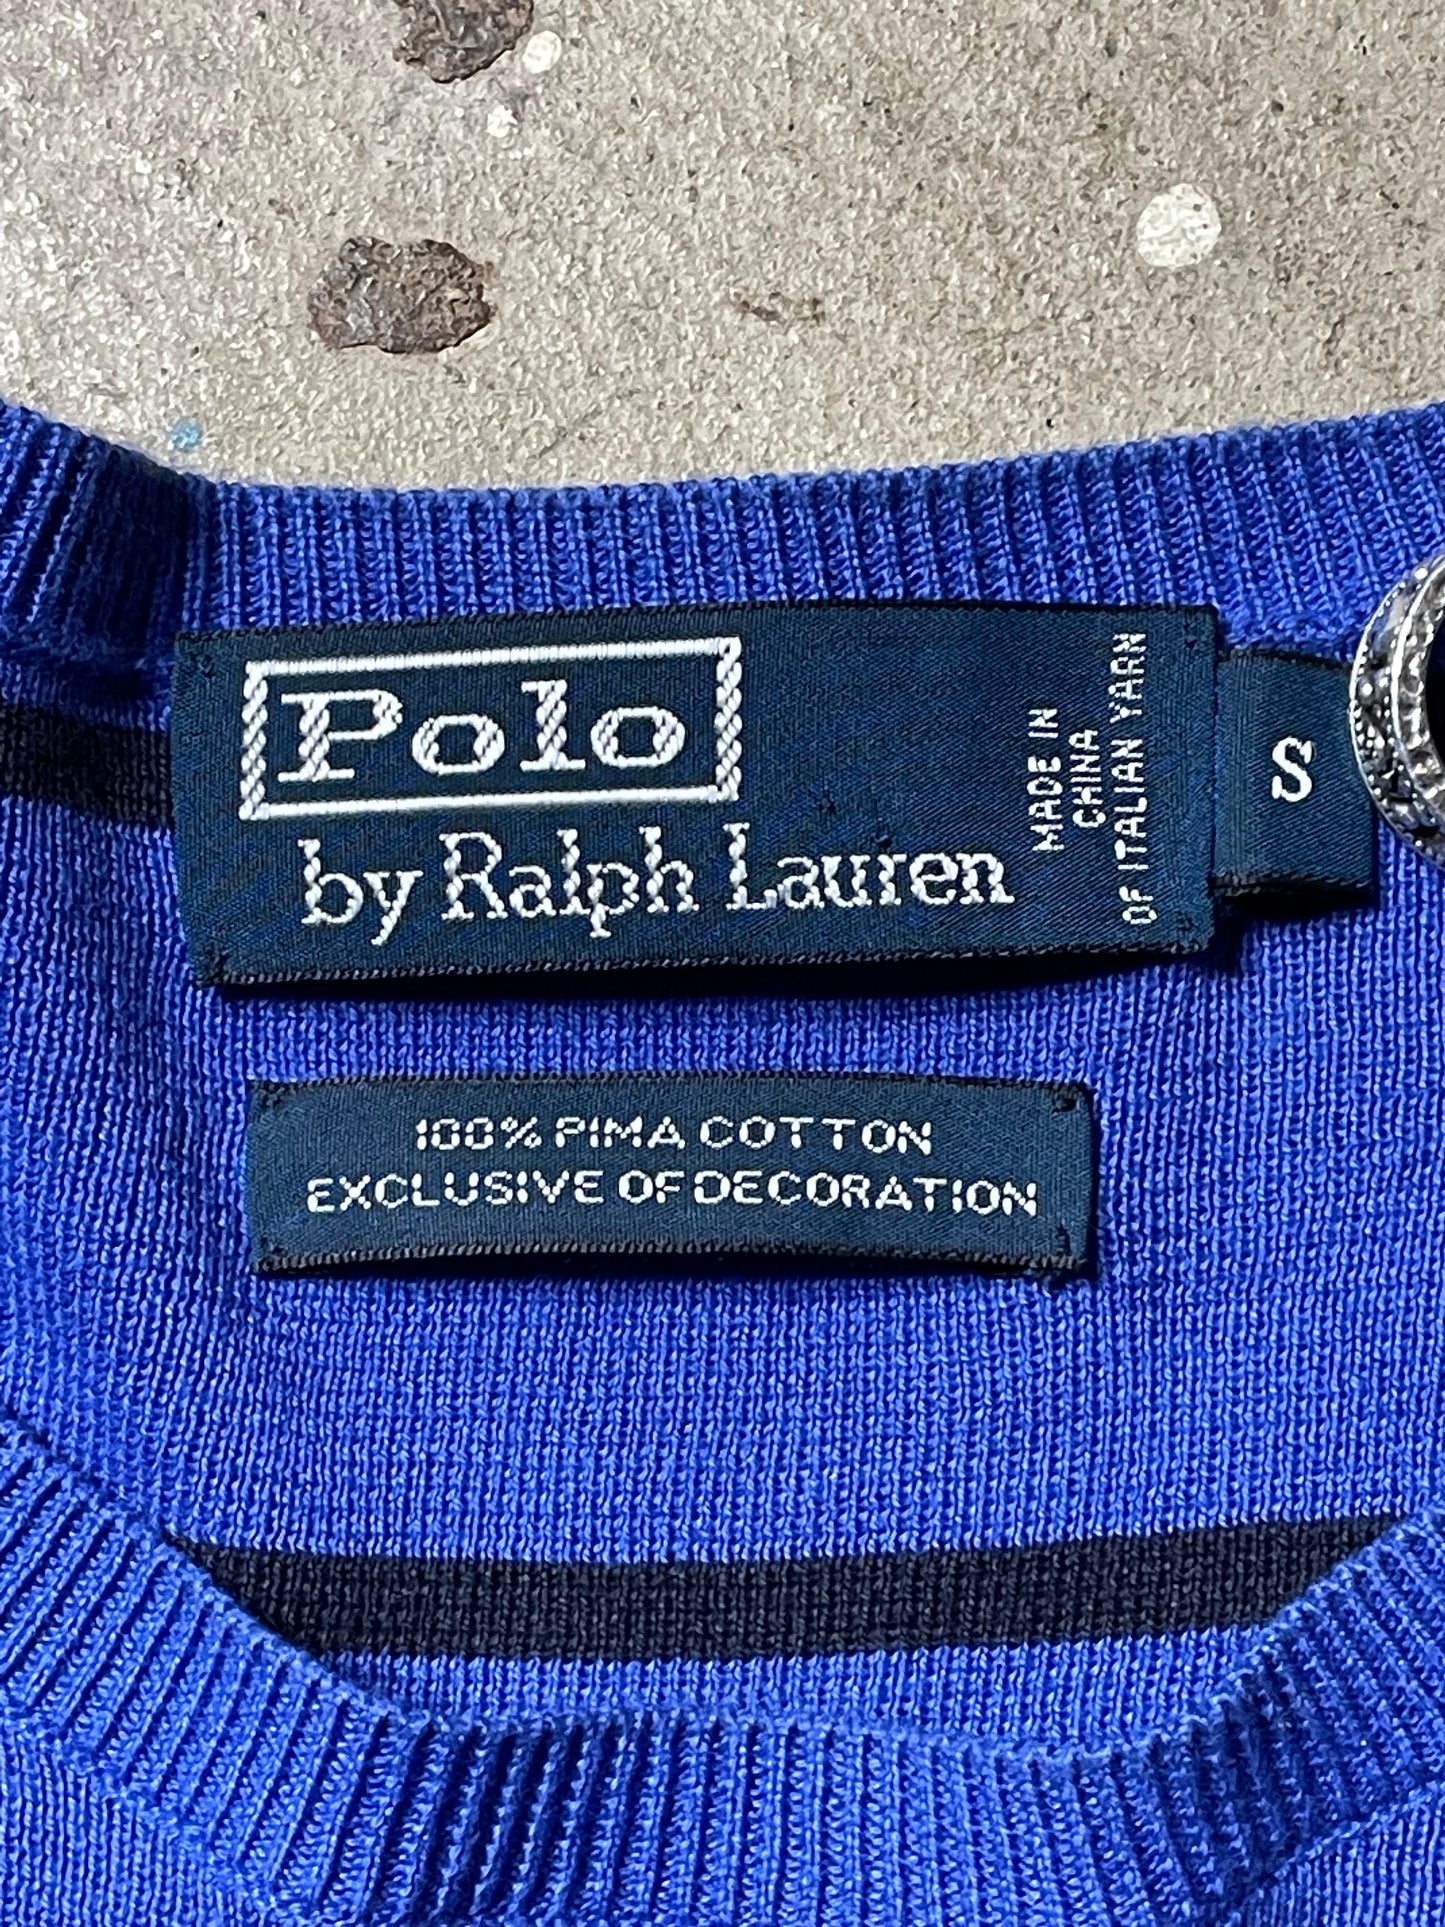 Polo
by Ralph Lauren
MADE IN
CHINA
OF ITALIAN YARN
S
100% PIMA COTTON
EXCLUSIVE OF DECORATION